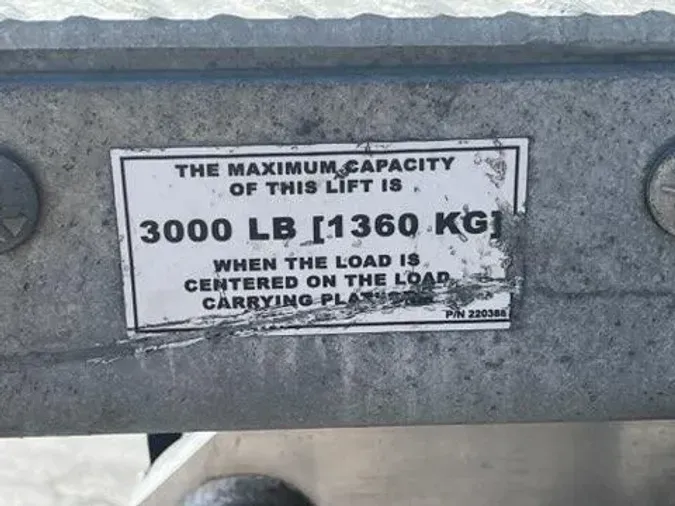 THE MAXIMUM CAPACITY
OF THIS LIFT IS
3000 LB [1360 KG]
WHEN THE LOAD IS
CENTERED ON THE LOAD
CARRYING
P/N 220388